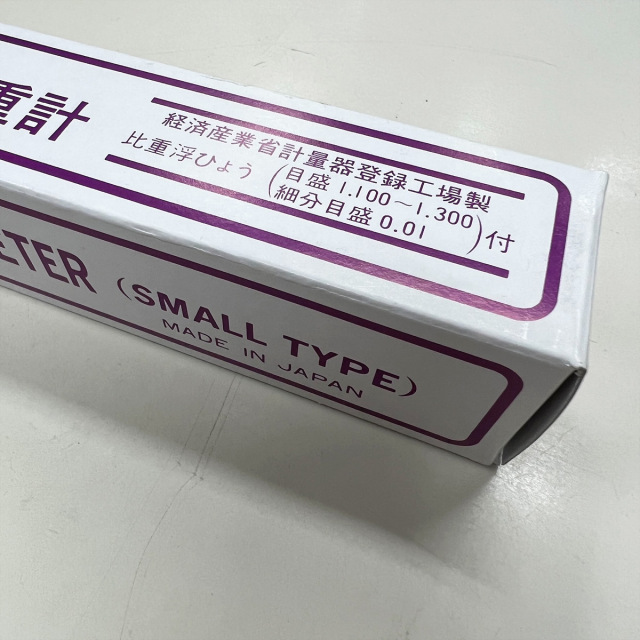 重計
経済産業省計量器登録工場製
比重浮ひょう(目盛 1.100～1.300
細分目盛 0.01)付
ETER (SMALL TYPE)
MADE IN JAPAN